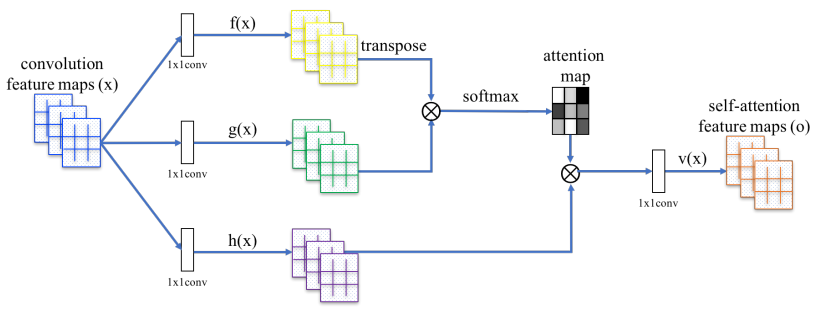 convolution
feature maps (x)
f(x)
1x1conv
transpose
g(x)
1x1conv
h(x)
1x1conv
softmax
attention
map
self-attention
feature maps (o)
v(x)
1x1conv